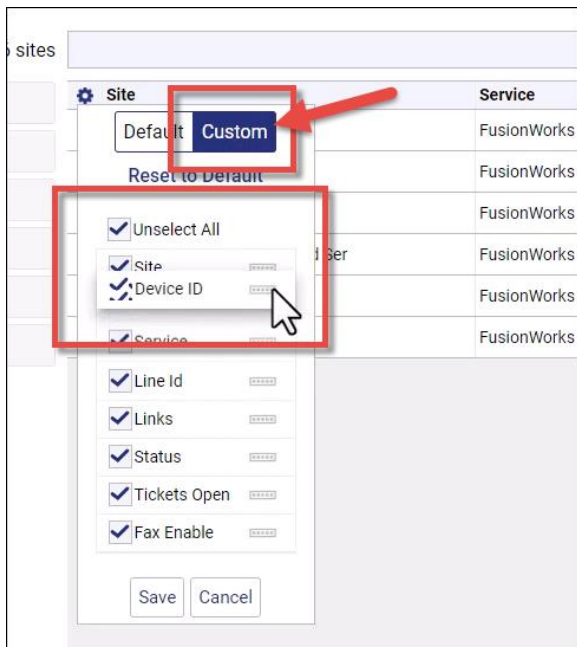 sites
Site Service
Default Custom
FusionWorks
Reset to Default
FusionWorks
Unselect All
FusionWorks
Site
Ser
FusionWorks
Device ID
FusionWorks
Service
FusionWorks
Line Id
Links
Status
Tickets Open
Fax Enable
Save Cancel